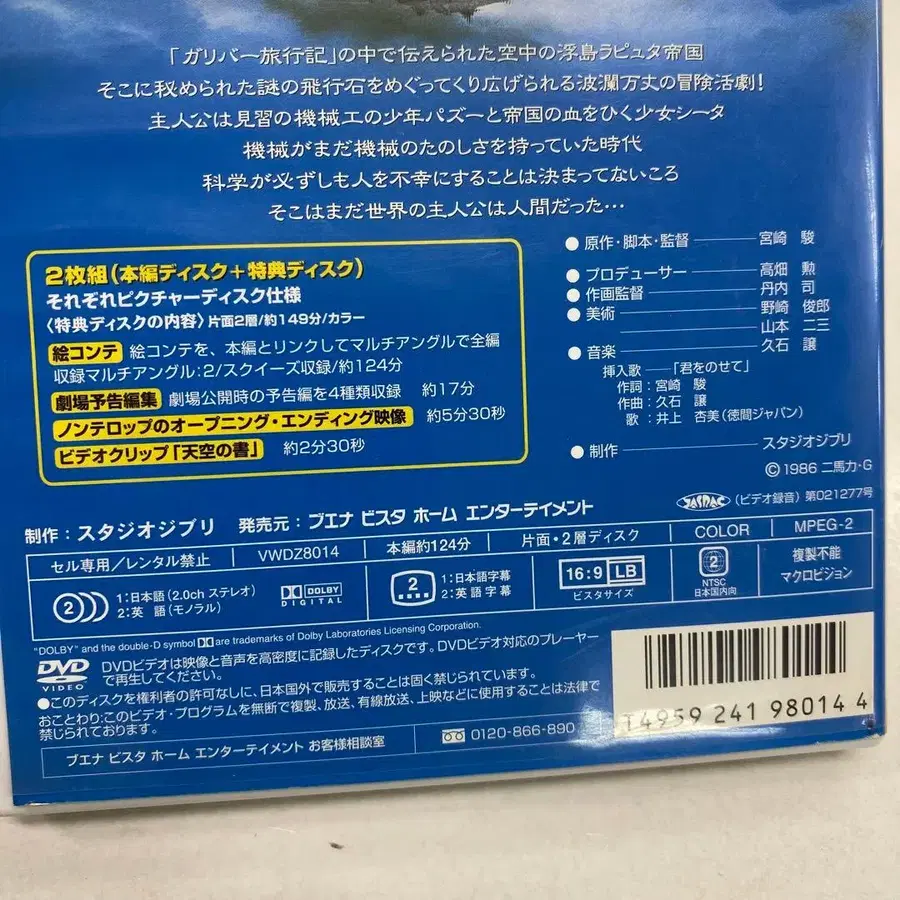 「ガリバー旅行記」の中で伝えられた空中の浮島ラピュタ帝国
そこに秘められた謎の飛行石をめぐってくり広げられる波瀾万丈の冒険活劇!
主人公は見習の機械工の少年パズーと帝国の血をひく少女シータ
機械がまだ機械のたのしさを持っていた時代
科学が必ずしも人を不幸にすることは決まってないころ
そこはまだ世界の主人公は人間だった…
2枚組(本編ディスク+特典ディスク)
それぞれピクチャーディスク仕様
〈特典ディスクの内容〉片面2層/約149分/カラー
絵コンテ 絵コンテを、本編とリンクしてマルチアングルで全編
収録マルチアングル:2/スクイーズ収録/約124分
劇場予告編集 劇場公開時の予告編を4種類収録 約17分
ノンテロップのオープニング・エンディング映像 約5分30秒
ビデオクリップ「天空の書」 約2分30秒
●原作・脚本・監督 宮崎 駿
●プロデューサー 高畑 勲
●作画監督 丹内 司
●美術 野崎 俊郎
山本 二三
●音楽 久石 譲
挿入歌 「君をのせて」
作詞:宮崎 駿
作曲:久石 譲
歌:井上 杏美(徳間ジャパン)
●制作 スタジオジブリ
©1986 二馬力・G
JASRAC (ビデオ録音)第021277号
制作:スタジオジブリ 発売元:ブエナ ビスタ ホーム エンターテイメント
セル専用/レンタル禁止 VWDZ8014 本編約124分 片面・2層ディスク COLOR MPEG-2
2 1:日本語(2.0ch ステレオ)
2:英 語(モノラル)
DOLBY
DIGITAL
2 1:日本語字幕
2:英語字幕
16:9 LB
ビスタサイズ
2
NTSC
日本国内向
複製不能
マクロビジョン
"DOLBY" and the double-D symbol are trademarks of Dolby Laboratories Licensing Corporation.
DVD
VIDEO
DVDビデオは映像と音声を高密度に記録したディスクです。DVDビデオ対応のプレーヤー
で再生してください。
●このディスクを権利者の許可なしに、日本国外で販売することは固く禁じられています。
おことわり:このビデオ・プログラムを無断で複製、放送、有線放送、上映などに使用することは法律で
禁じられております。
ブエナ ビスタ ホーム エンターテイメント お客様相談室 0120-866-890
T4959 241 98014 4